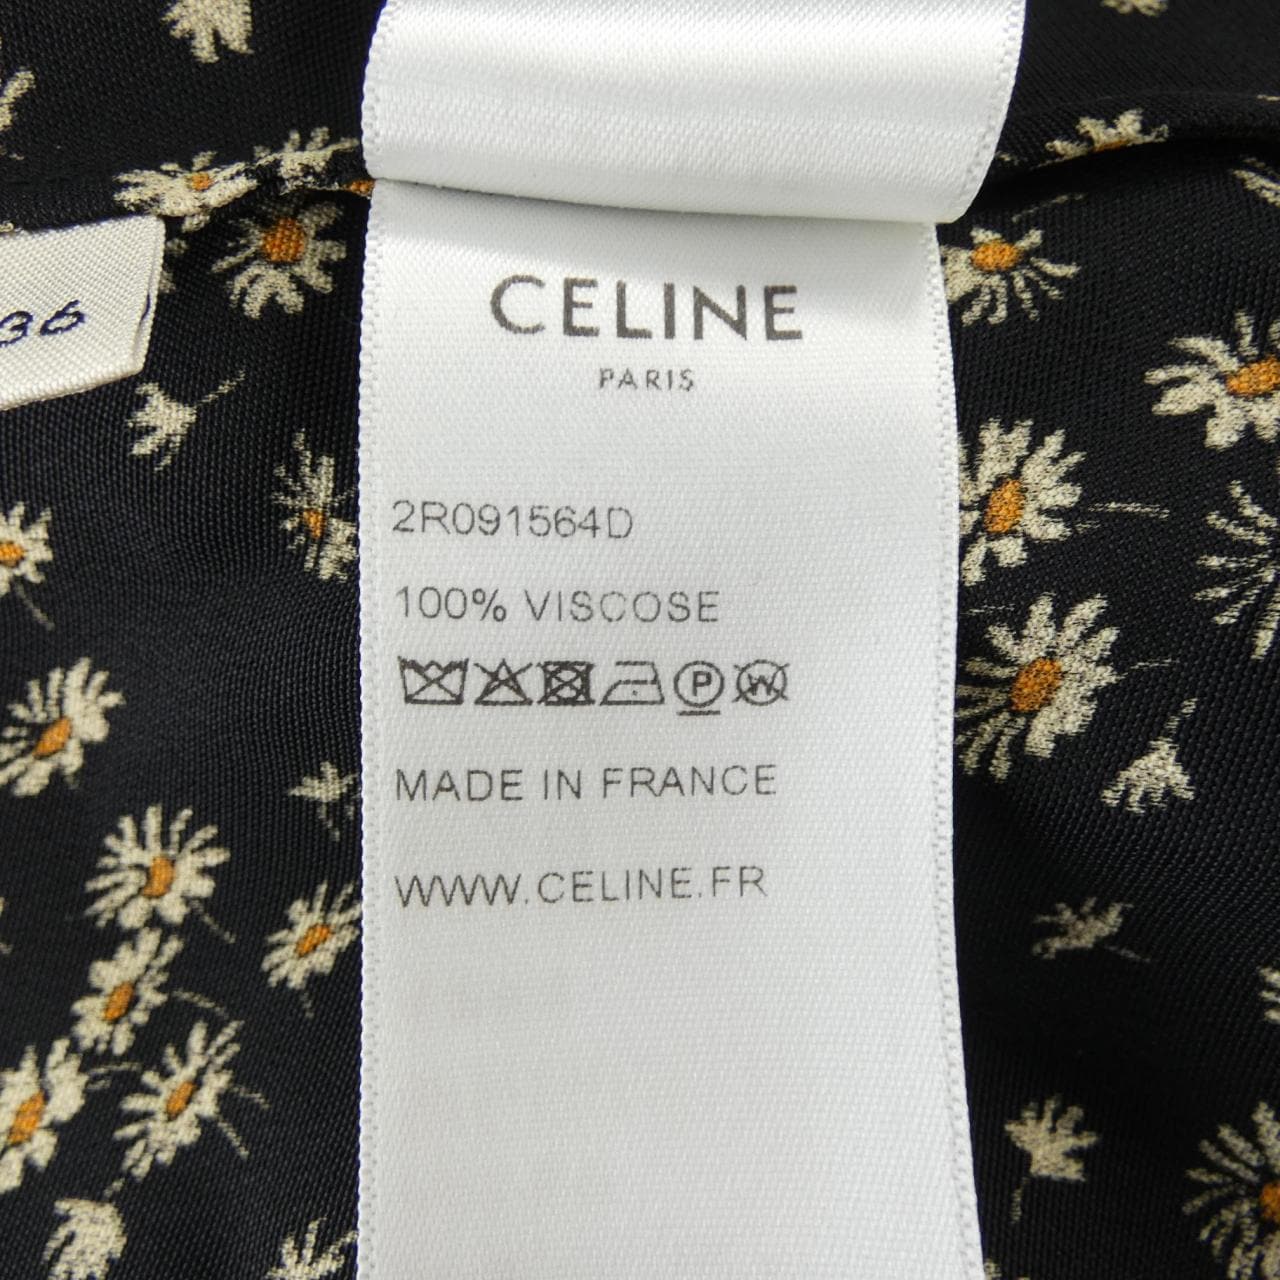 CELINE
PARIS
36
2R091564D
100% VISCOSE
P W
MADE IN FRANCE
WWW.CELINE.FR